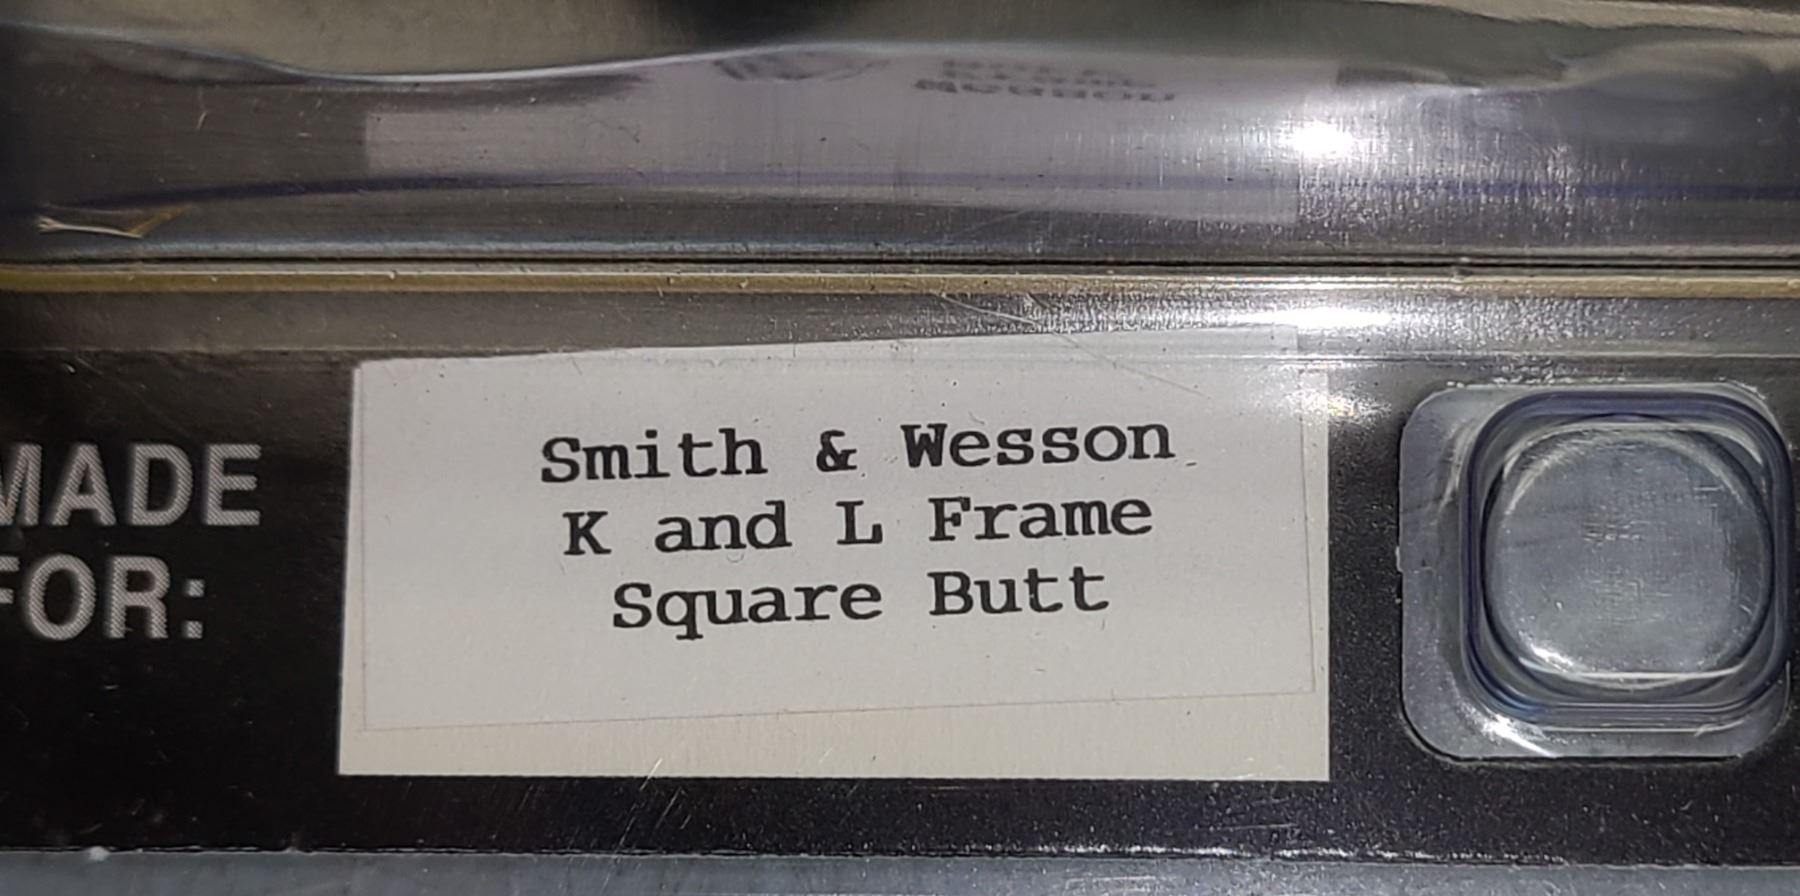 MADE
FOR:
Smith & Wesson
K and L Frame
Square Butt